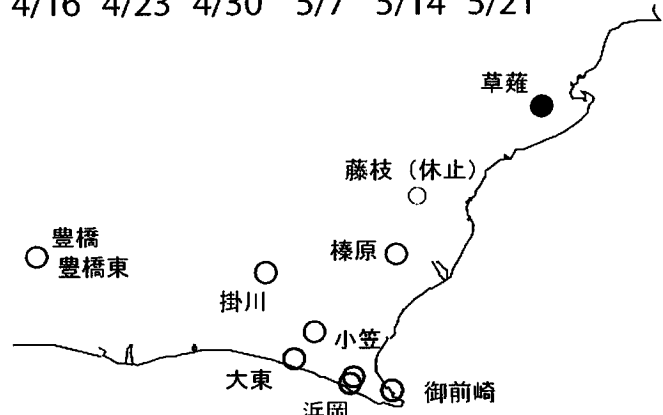 4/16 4/23 4/30 5/7 5/14 5/21
草薙
藤枝（休止）
豊橋
豊橋東
榛原
掛川
小笠
大東
御前崎
浜岡